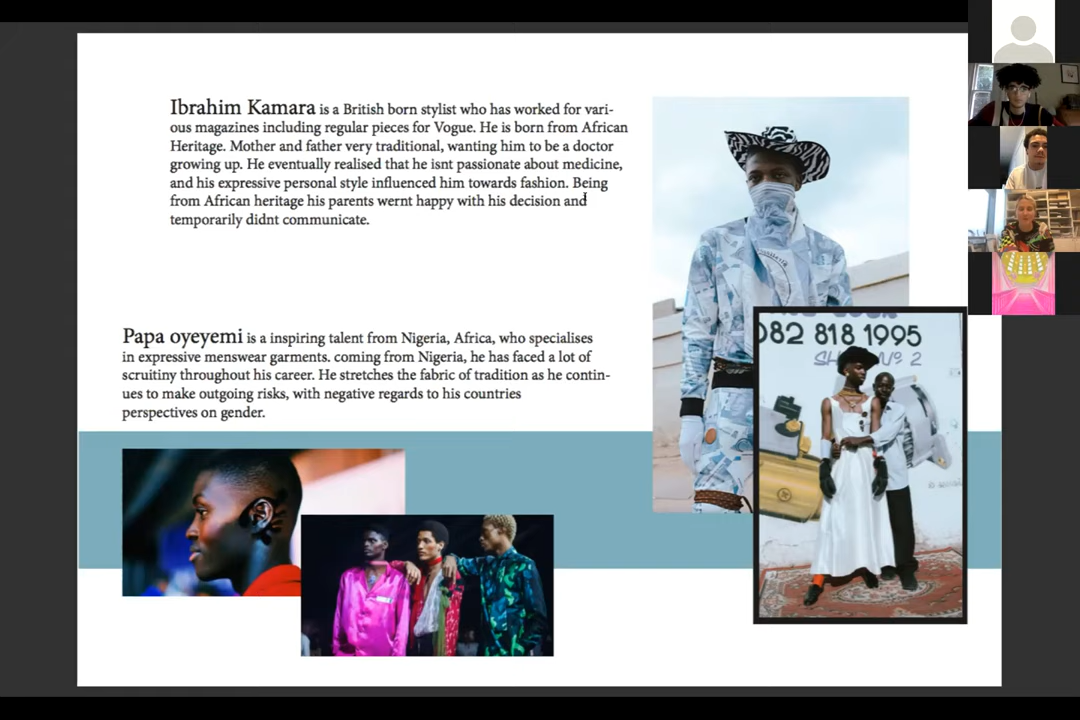 Ibrahim Kamara is a British born stylist who has worked for vari-
ous magazines including regular pieces for Vogue. He is born from African
Heritage. Mother and father very traditional, wanting him to be a doctor
growing up. He eventually realised that he isnt passionate about medicine,
and his expressive personal style influenced him towards fashion. Being
from African heritage his parents wernt happy with his decision and
temporarily didnt communicate.
Papa oyeyemi is a inspiring talent from Nigeria, Africa, who specialises
in expressive menswear garments. coming from Nigeria, he has faced a lot of
scruitiny throughout his career. He stretches the fabric of tradition as he contin-
ues to make outgoing risks, with negative regards to his countries
perspectives on gender.
082 818 1995
Nº 2